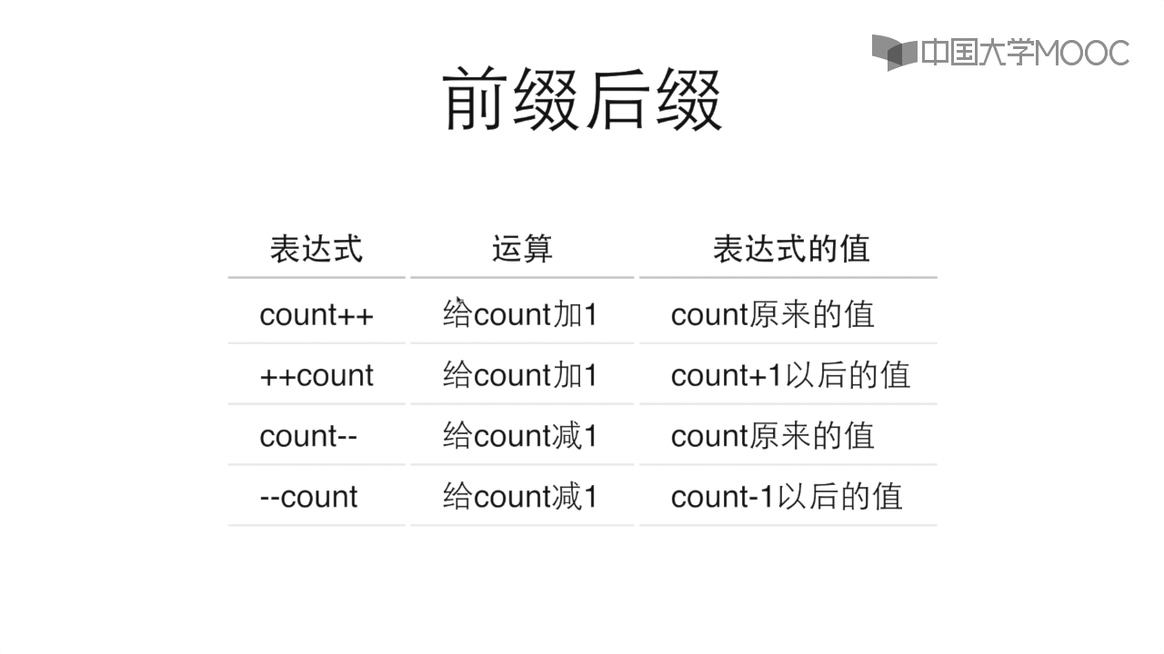 中国大学MOOC
前缀后缀
表达式 运算 表达式的值
count++ 给count加1 count原来的值
++count 给count加1 count+1以后的值
count-- 给count减1 count原来的值
--count 给count减1 count-1以后的值